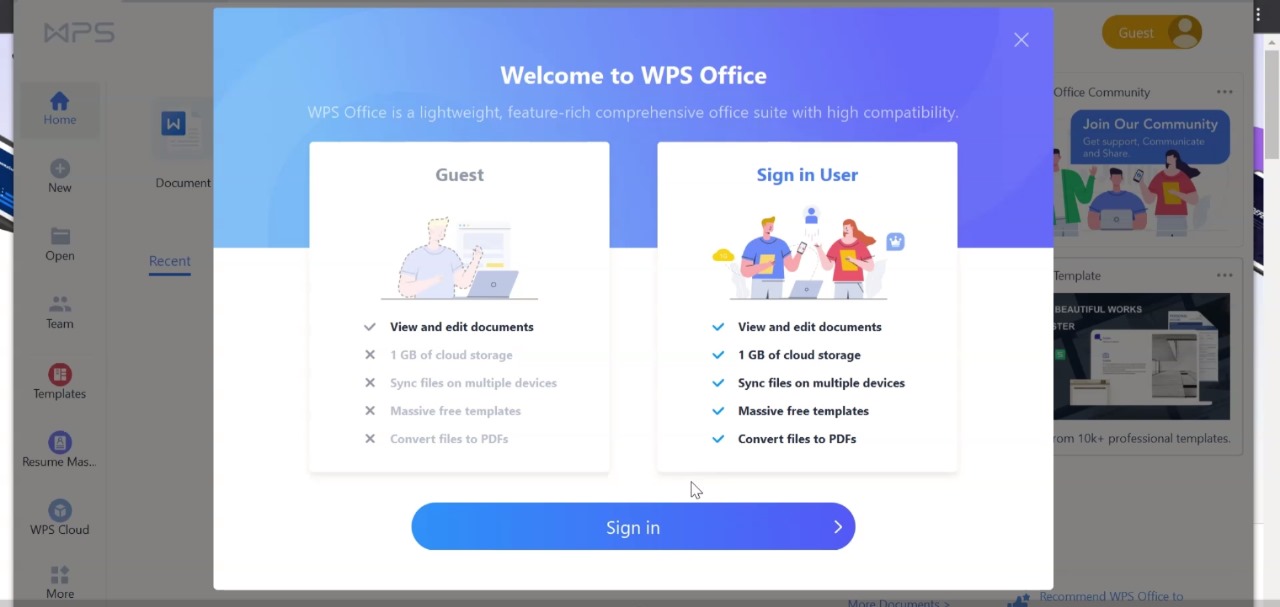 WPS
Guest
Home
New
Open
Team
Templates
Resume Mas...
WPS Cloud
More
Document
Recent
Welcome to WPS Office
WPS Office is a lightweight, feature-rich comprehensive office suite with high compatibility.
Guest
View and edit documents
1 GB of cloud storage
Sync files on multiple devices
Massive free templates
Convert files to PDFs
Sign in User
View and edit documents
1 GB of cloud storage
Sync files on multiple devices
Massive free templates
Convert files to PDFs
Sign in
Office Community
Join Our Community
Get support, Communicate
and Share.
Template
BEAUTIFUL WORKS
10k+ professional templates.
More Documents >
Recommend WPS Office to